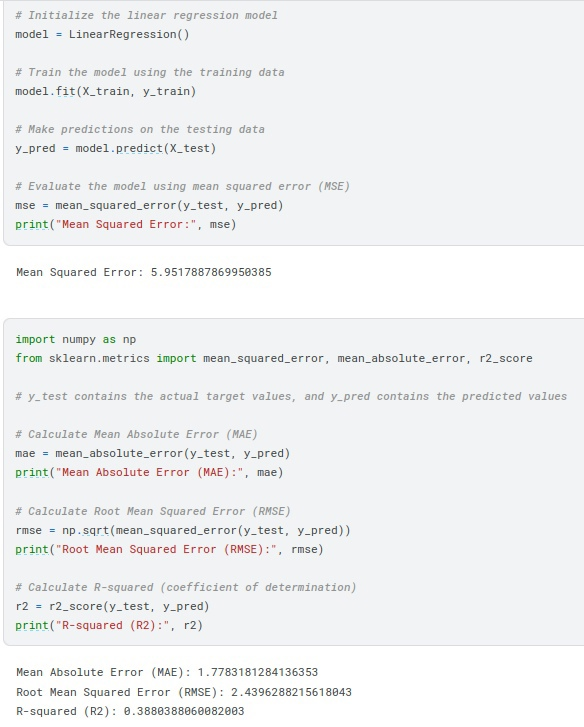 # Initialize the linear regression model
model = LinearRegression()
# Train the model using the training data
model.fit(X_train, y_train)
# Make predictions on the testing data
y_pred = model.predict(X_test)
# Evaluate the model using mean squared error (MSE)
mse = mean_squared_error(y_test, y_pred)
print("Mean Squared Error:", mse)
Mean Squared Error: 5.9517887869950385
import numpy as np
from sklearn.metrics import mean_squared_error, mean_absolute_error, r2_score
# y_test contains the actual target values, and y_pred contains the predicted values
# Calculate Mean Absolute Error (MAE)
mae = mean_absolute_error(y_test, y_pred)
print("Mean Absolute Error (MAE):", mae)
# Calculate Root Mean Squared Error (RMSE)
rmse = np.sqrt(mean_squared_error(y_test, y_pred))
print("Root Mean Squared Error (RMSE):", rmse)
# Calculate R-squared (coefficient of determination)
r2 = r2_score(y_test, y_pred)
print("R-squared (R2):", r2)
Mean Absolute Error (MAE): 1.7783181284136353
Root Mean Squared Error (RMSE): 2.4396288215618043
R-squared (R2): 0.3880388060082003